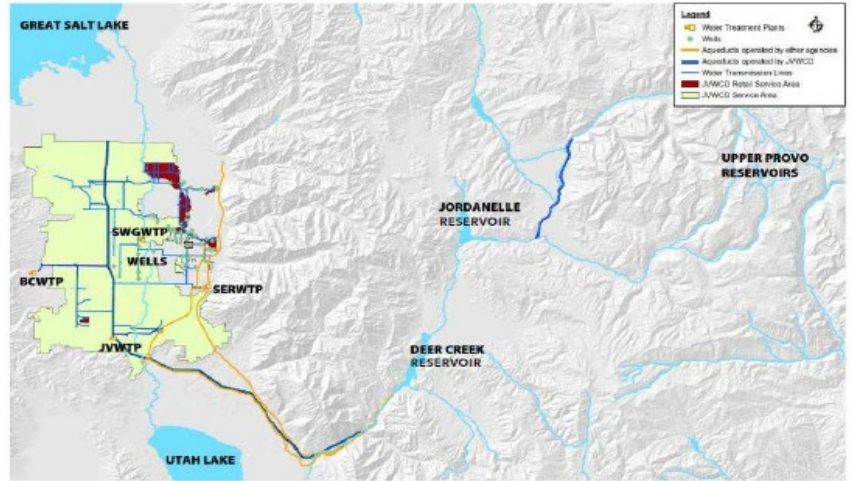 GREAT SALT LAKE
Legend
Water Treatment Plants
Wells
Aqueducts operated by other agencies
Aqueducts operated by JVWCD
Water Transmission Lines
JVWCD Retail Service Area
JVWCD Service Area
UPPER PROVO
RESERVOIRS
JORDANELLE
RESERVOIR
SWGWTP
WELLS
BCWTP
SERWTP
JVWTP
DEER CREEK
RESERVOIR
UTAH LAKE